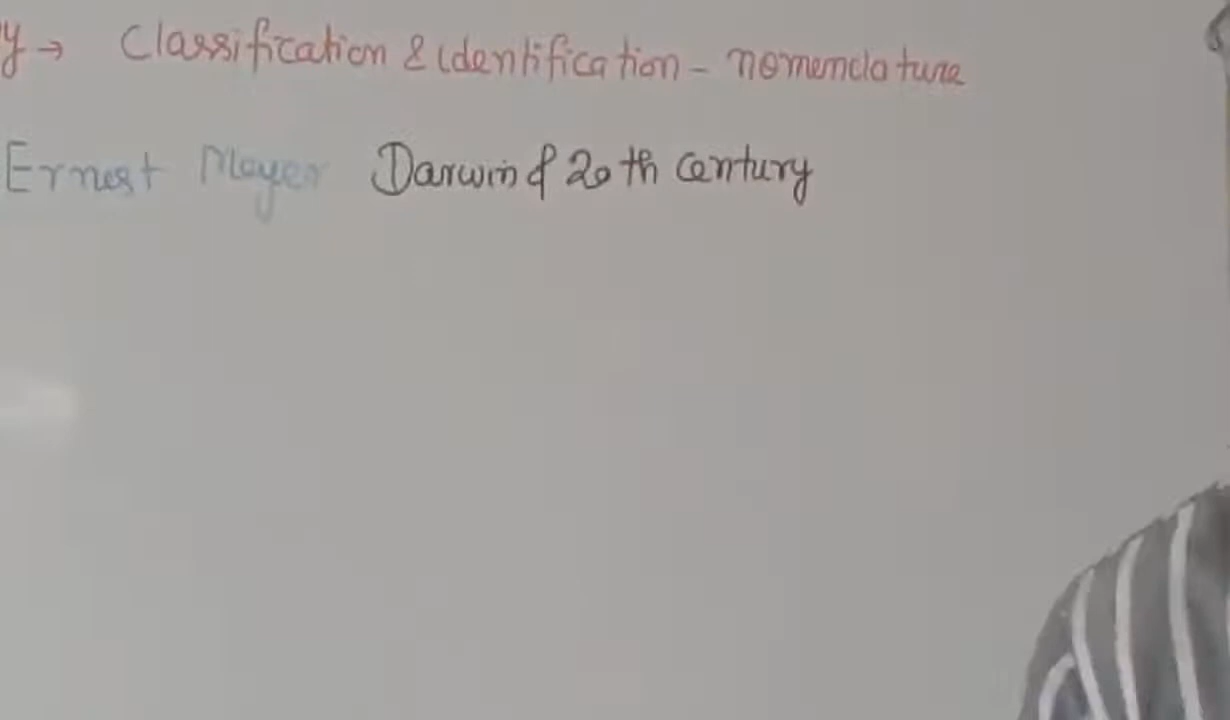 y → Classification & identification - nomenclature
Ernest Mayer Darwin of 20th century